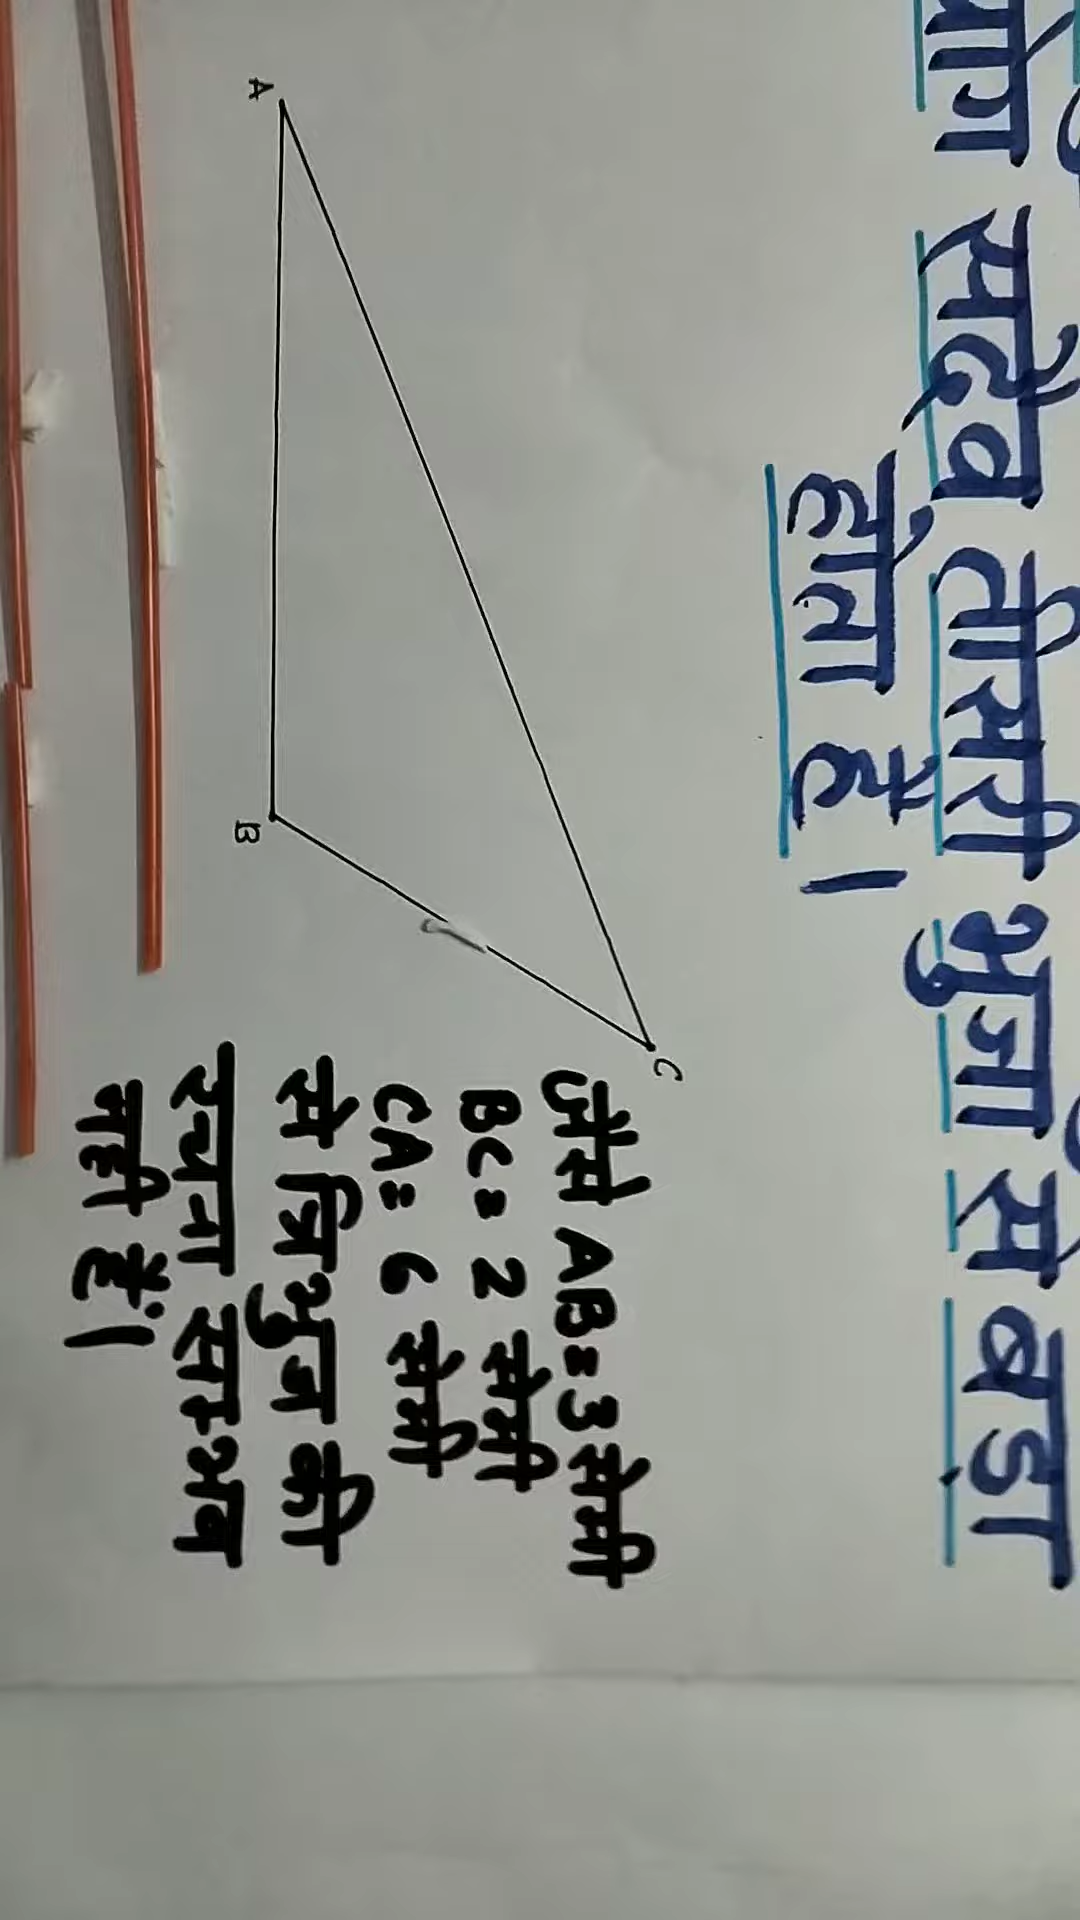 योग सदैव तीसरी भुजा से बड़ा
होता है।
A
B
C
जैसे AB=3 सेमी
BC= 2 सेमी
CA= 6 सेमी
से त्रिभुज की
रचना सम्भव
नहीं है।